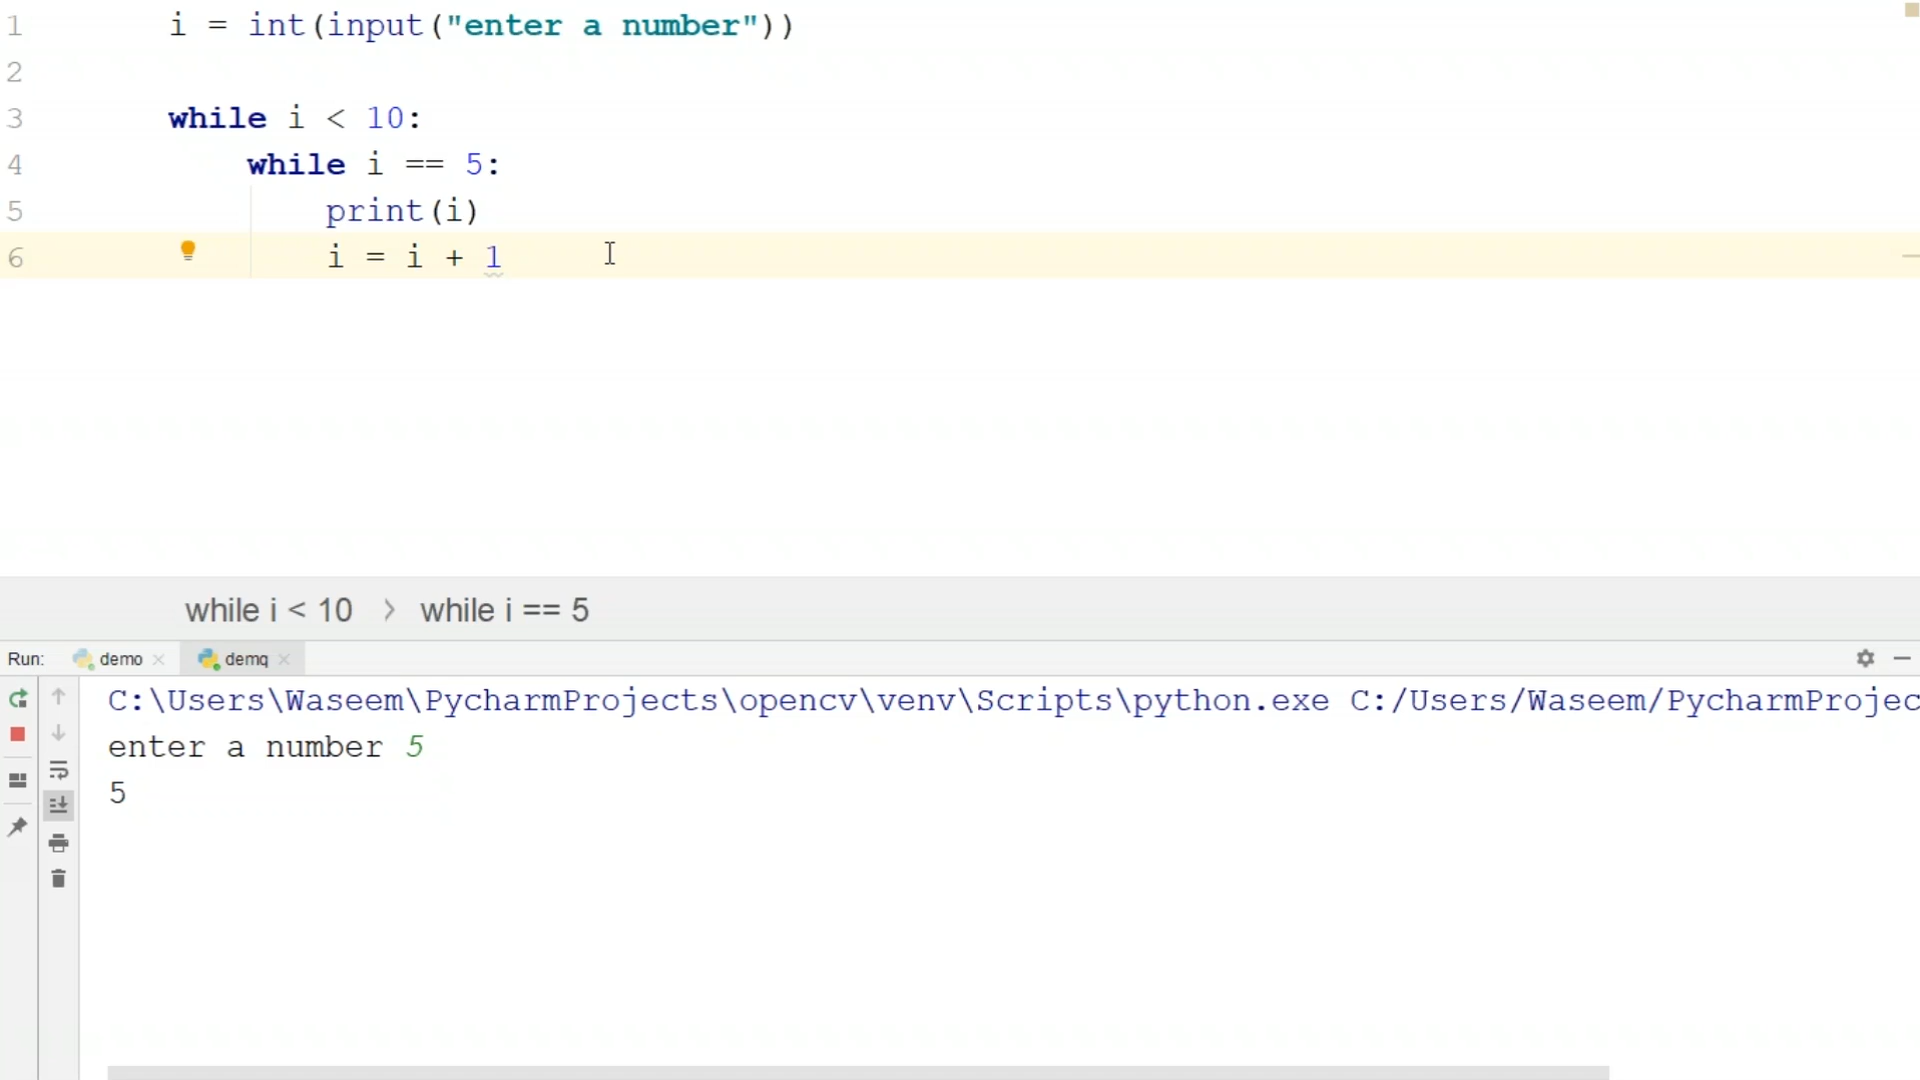 1 i = int(input("enter a number"))
2
3 while i < 10:
4 while i == 5:
5 print(i)
6 i = i + 1
while i < 10 › while i == 5
Run: demo × demq ×
C:\Users\Waseem\PycharmProjects\opencv\venv\Scripts\python.exe C:/Users/Waseem/PycharmProjec
enter a number 5
5